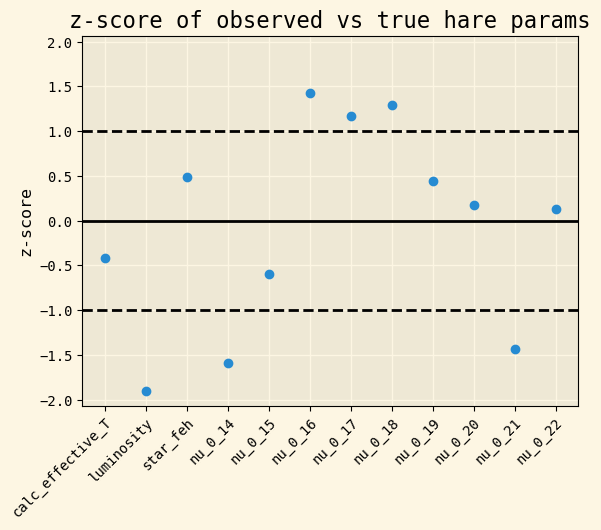 z-score of observed vs true hare params
2.0
1.5
1.0
0.5
0.0
−0.5
−1.0
−1.5
−2.0
z-score
calc_effective_T
luminosity
star_feh
nu_0_14
nu_0_15
nu_0_16
nu_0_17
nu_0_18
nu_0_19
nu_0_20
nu_0_21
nu_0_22